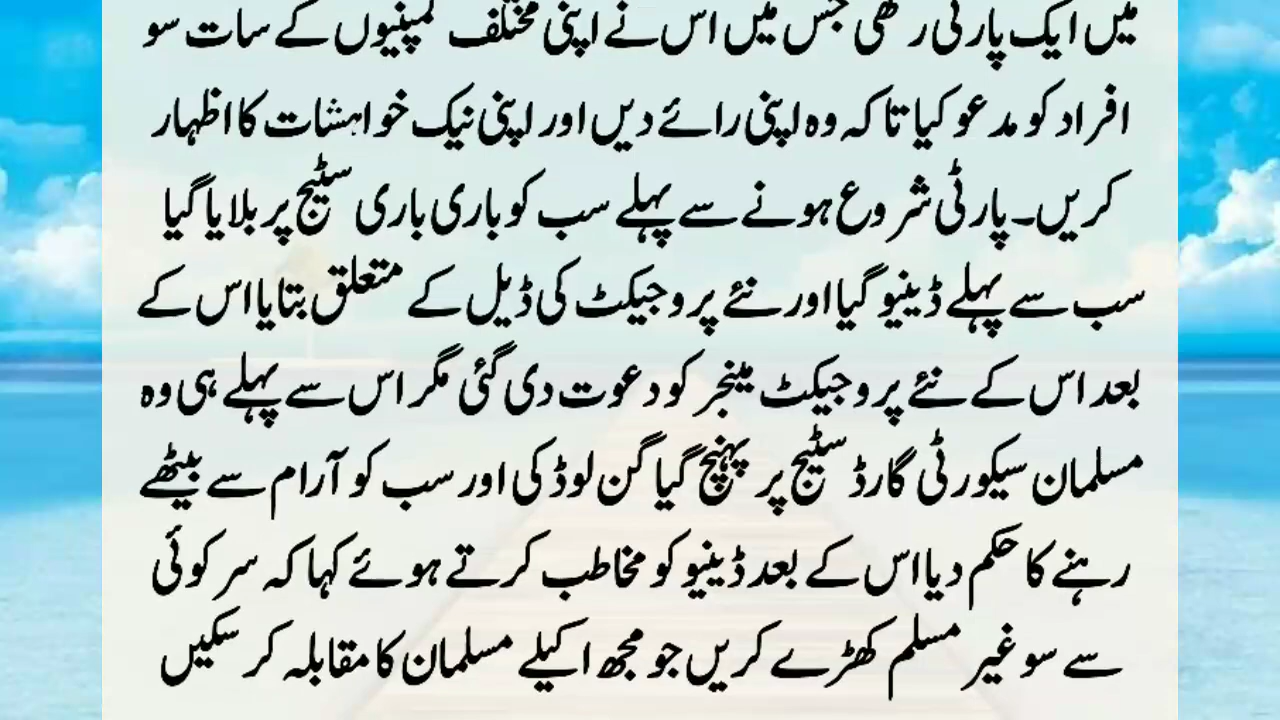 میں ایک پارٹی رکھی جس میں اس نے اپنی مختلف کمپنیوں کے سات سو
افراد کو مدعو کیا تاکہ وہ اپنی رائے دیں اور اپنی نیک خواہشات کا اظہار
کریں۔ پارٹی شروع ہونے سے پہلے سب کو باری باری سٹیج پر بلایا گیا
سب سے پہلے ڈینیو گیا اور نئے پروجیکٹ کی ڈیل کے متعلق بتایا اس کے
بعد اس کے نئے پروجیکٹ مینجر کو دعوت دی گئی مگر اس سے پہلے ہی وہ
مسلمان سیکورٹی گارڈ سٹیج پر پہنچ گیا گن لوڈ کی اور سب کو آرام سے بیٹھے
رہنے کا حکم دیا اس کے بعد ڈینیو کو مخاطب کرتے ہوئے کہا کہ سر کوئی
سے سو غیر مسلم کھڑے کریں جو مجھ اکیلے مسلمان کا مقابلہ کر سکیں